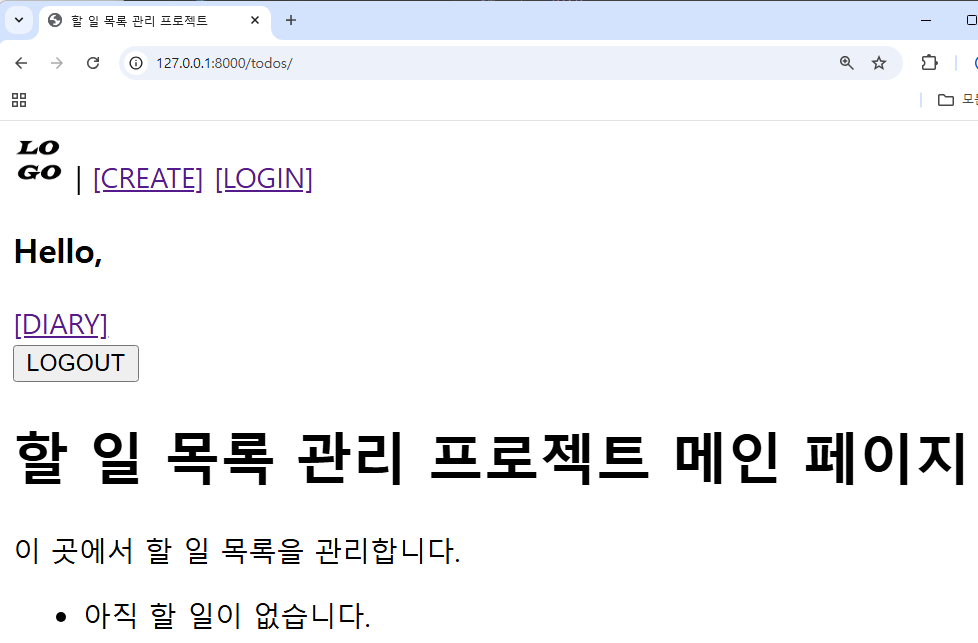 할 일 목록 관리 프로젝트
127.0.0.1:8000/todos/
LO
GO
| [CREATE] [LOGIN]
Hello,
[DIARY]
LOGOUT
할 일 목록 관리 프로젝트 메인 페이지
이 곳에서 할 일 목록을 관리합니다.
아직 할 일이 없습니다.